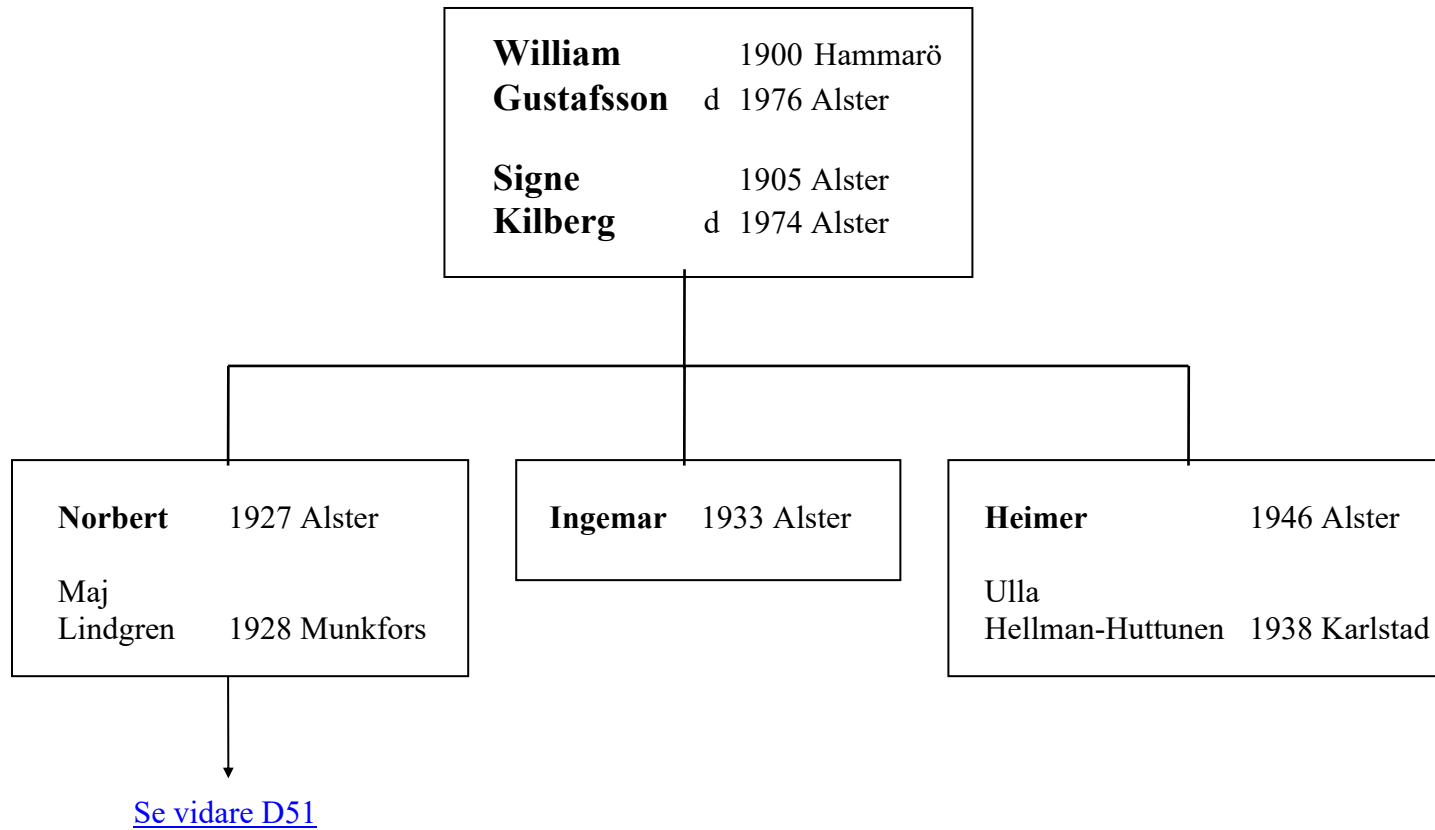 William 1900 Hammarö
Gustafsson d 1976 Alster
Signe 1905 Alster
Kilberg d 1974 Alster
Norbert 1927 Alster
Maj
Lindgren 1928 Munkfors
Ingemar 1933 Alster
Heimer 1946 Alster
Ulla
Hellman-Huttunen 1938 Karlstad
Se vidare D51